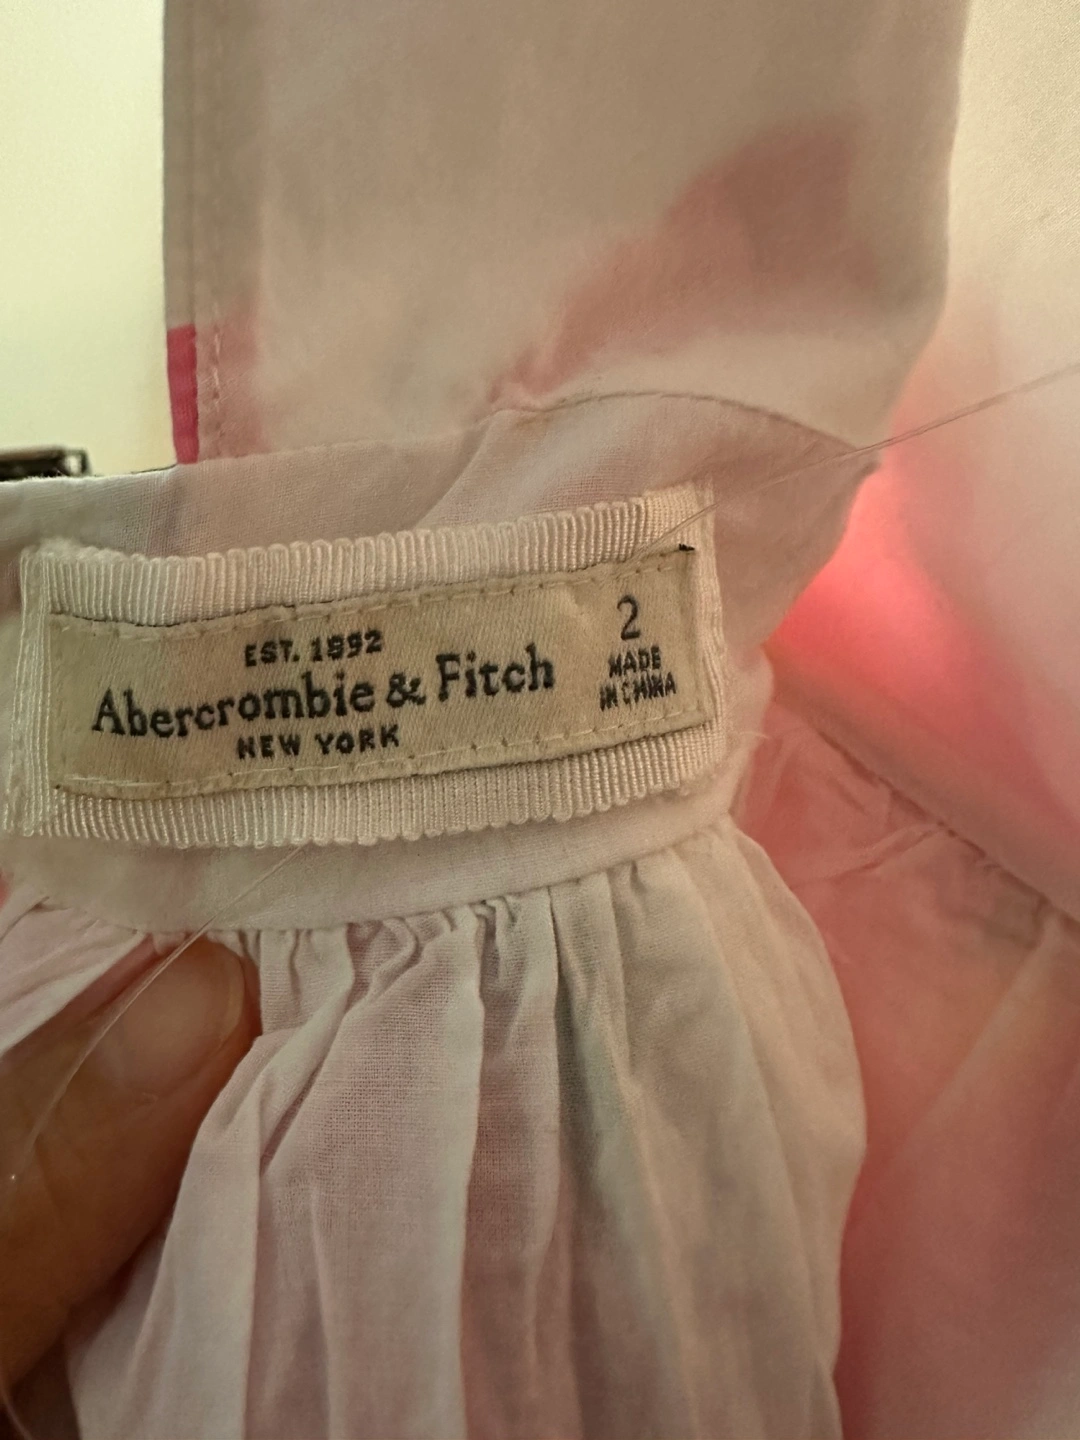 EST. 1892
Abercrombie & Fitch
NEW YORK
2
MADE
IN CHINA